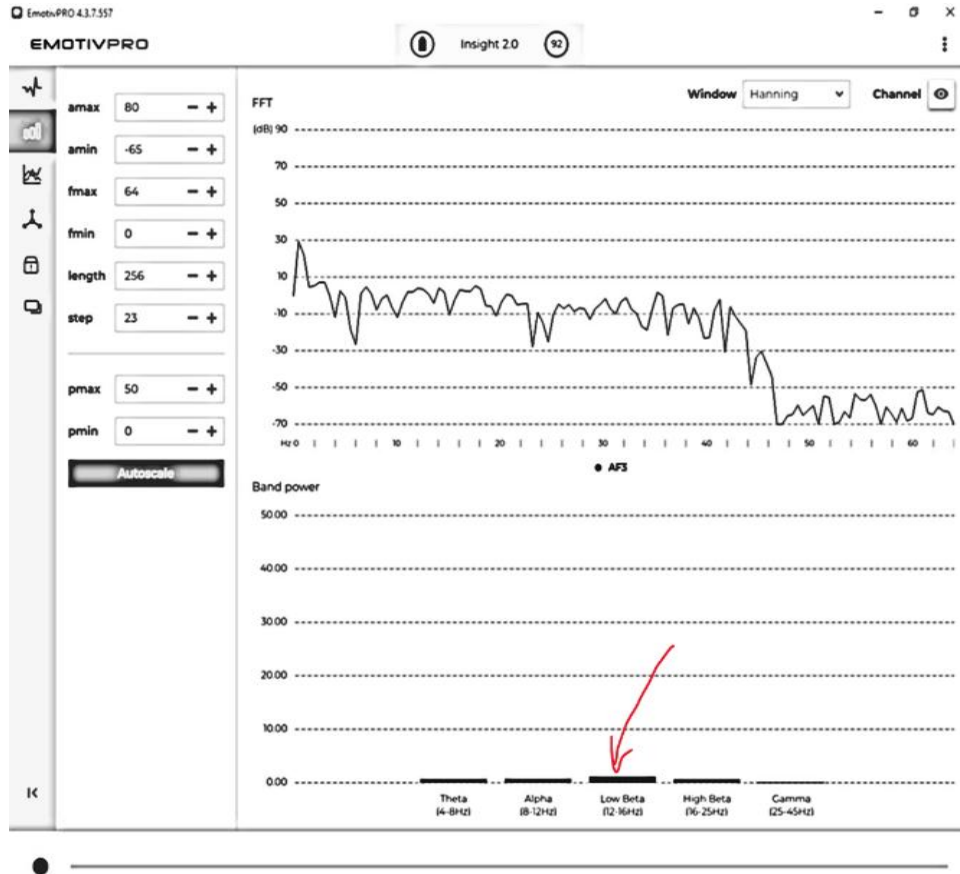 EmotivPRO 4.3.7.557
EMOTIVPRO
Insight 2.0
92
amax 80
amin -65
fmax 64
fmin 0
length 256
step 23
pmax 50
pmin 0
Autoscale
FFT
Window Hanning
Channel
(dB) 90
70
50
30
10
-10
-30
-50
-70
Hz 0 10 20 30 40 50 60
AF3
Band power
50.00
40.00
30.00
20.00
10.00
0.00
Theta Alpha Low Beta High Beta Gamma
(4-8Hz) (8-12Hz) (12-16Hz) (16-25Hz) (25-45Hz)